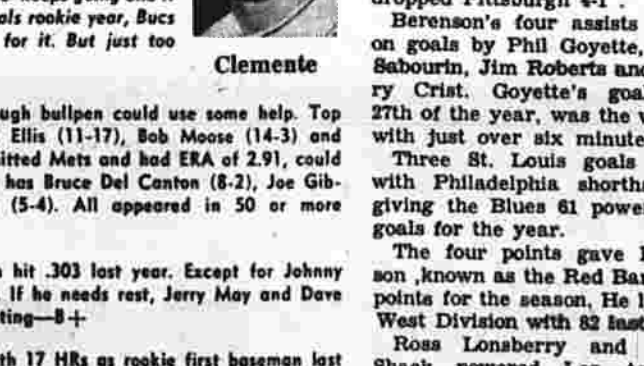 als rookie year, Bucs
for it. But just too
Clemente
ugh bullpen could use some help. Top
Ellis (11-17), Bob Moose (14-3) and
itted Mets and had ERA of 2.91, could
has Bruce Del Canton (8-2), Joe Gib-
(5-4). All appeared in 50 or more
hit .303 last year. Except for Johnny
If he needs rest, Jerry May and Dave
ting—B+
th 17 HRs as rookie first baseman last
dropped Pittsburgh 4-1.
Berenson's four assists
on goals by Phil Goyette,
Sabourin, Jim Roberts and
ry Crist. Goyette's goal
27th of the year, was the
with just over six minute
Three St. Louis goals
with Philadelphia shorth
giving the Blues 61 power
goals for the year.
The four points gave
son ,known as the Red Bar
points for the season. He
West Division with 82 last
Ross Lonsberry and